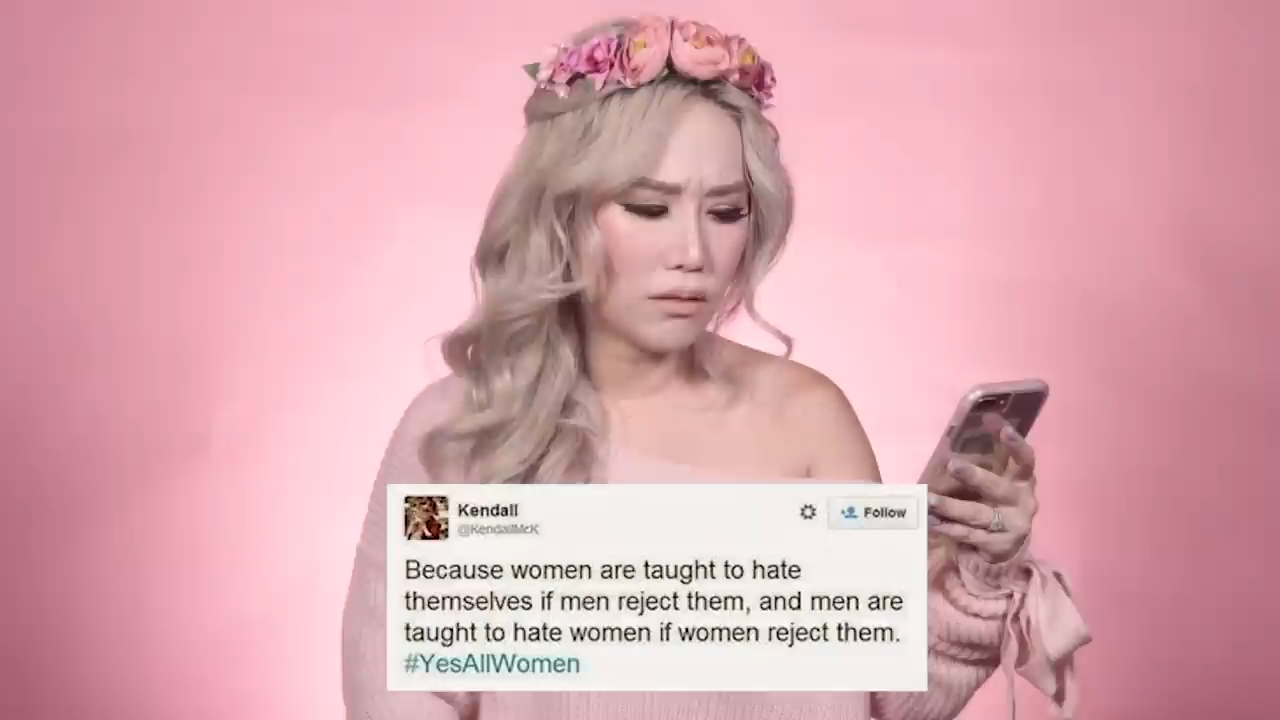 Kendall
@KendallMcK
Follow
Because women are taught to hate
themselves if men reject them, and men are
taught to hate women if women reject them.
#YesAllWomen